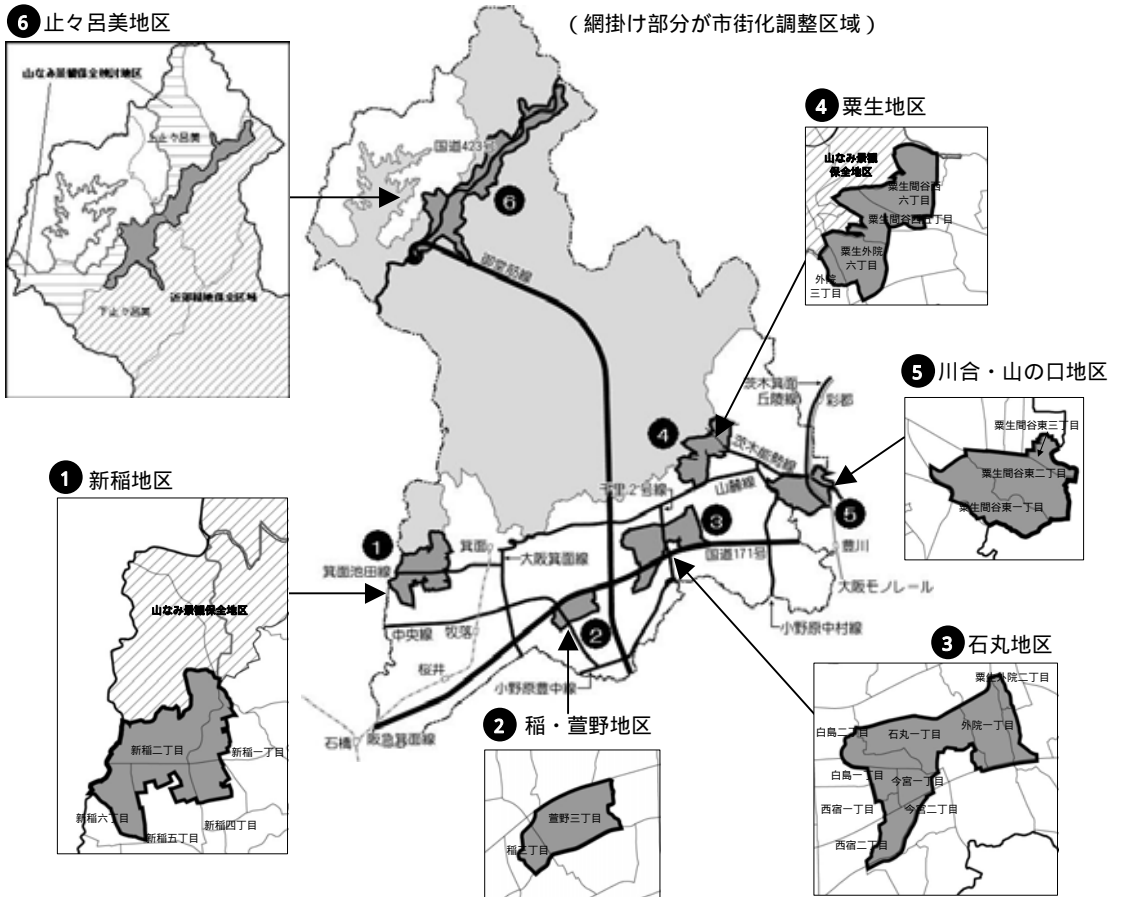 ❻ 止々呂美地区
(網掛け部分が市街化調整区域)
山なみ景観保全検討地区
上止々呂美
近郊緑地保全区域
下止々呂美
国道423号
❻
御堂筋線
❹ 粟生地区
山なみ景観
保全地区
粟生間谷西
六丁目
粟生間谷西五丁目
粟生外院
六丁目
外院
三丁目
❺ 川合・山の口地区
粟生間谷東三丁目
粟生間谷東二丁目
粟生間谷東一丁目
茨木箕面
丘陵線
彩都
❹
茨木能勢線
千里2号線
山麓線
❸
❺
国道171号
豊川
大阪モノレール
小野原中村線
❶ 新稲地区
山なみ景観保全地区
新稲二丁目
新稲一丁目
新稲六丁目
新稲四丁目
新稲五丁目
❶
箕面
大阪箕面線
箕面池田線
中央線
牧落
❷
桜井
小野原豊中線
石橋
阪急箕面線
❷ 稲・萱野地区
萱野三丁目
稲三丁目
❸ 石丸地区
粟生外院二丁目
外院一丁目
白島二丁目
石丸一丁目
白島一丁目
今宮一丁目
西宿一丁目
今宮二丁目
西宿二丁目